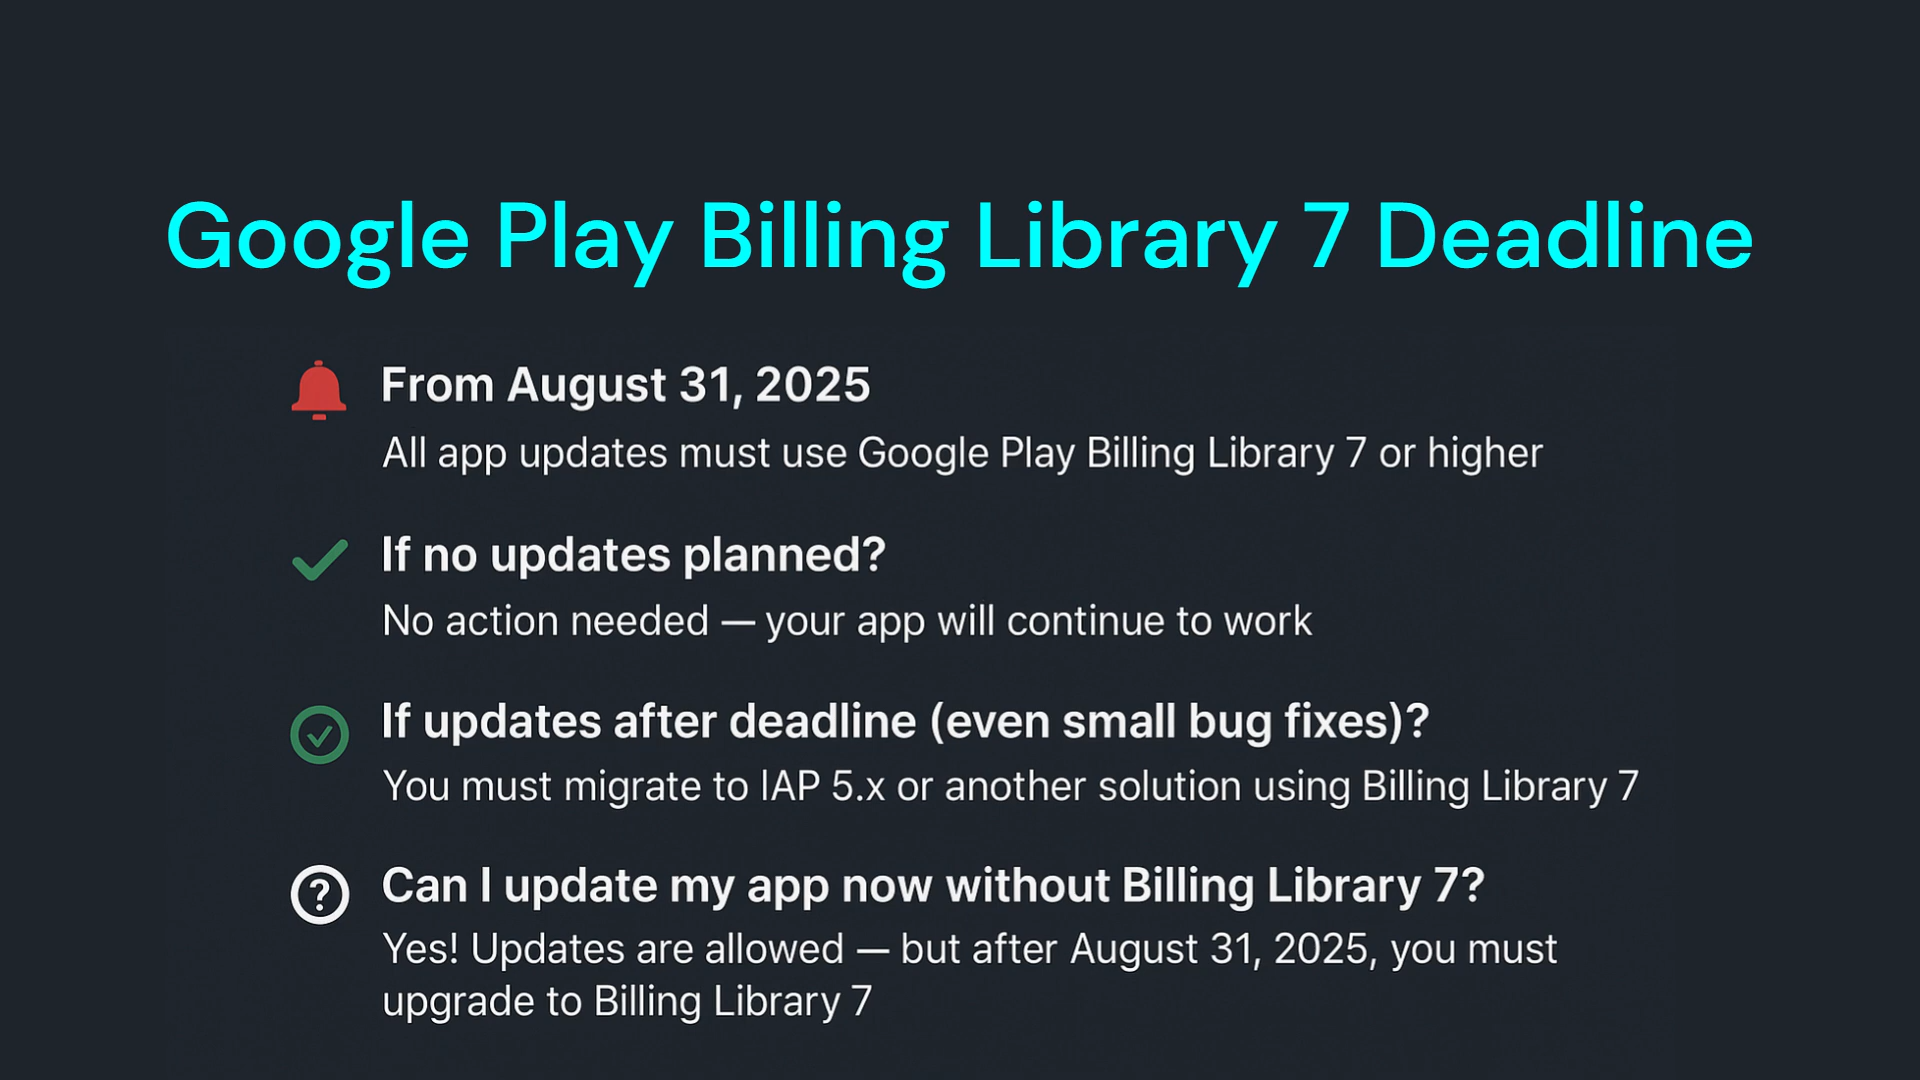 Google Play Billing Library 7 Deadline
From August 31, 2025
All app updates must use Google Play Billing Library 7 or higher
If no updates planned?
No action needed — your app will continue to work
If updates after deadline (even small bug fixes)?
You must migrate to IAP 5.x or another solution using Billing Library 7
Can I update my app now without Billing Library 7?
Yes! Updates are allowed — but after August 31, 2025, you must
upgrade to Billing Library 7